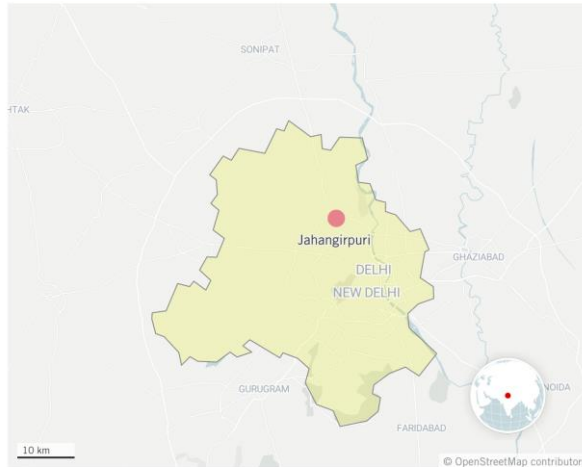 SONIPAT
HTAK
Jahangirpuri
DELHI
GHAZIABAD
NEW DELHI
GURUGRAM
NOIDA
FARIDABAD
10 km
© OpenStreetMap contributor